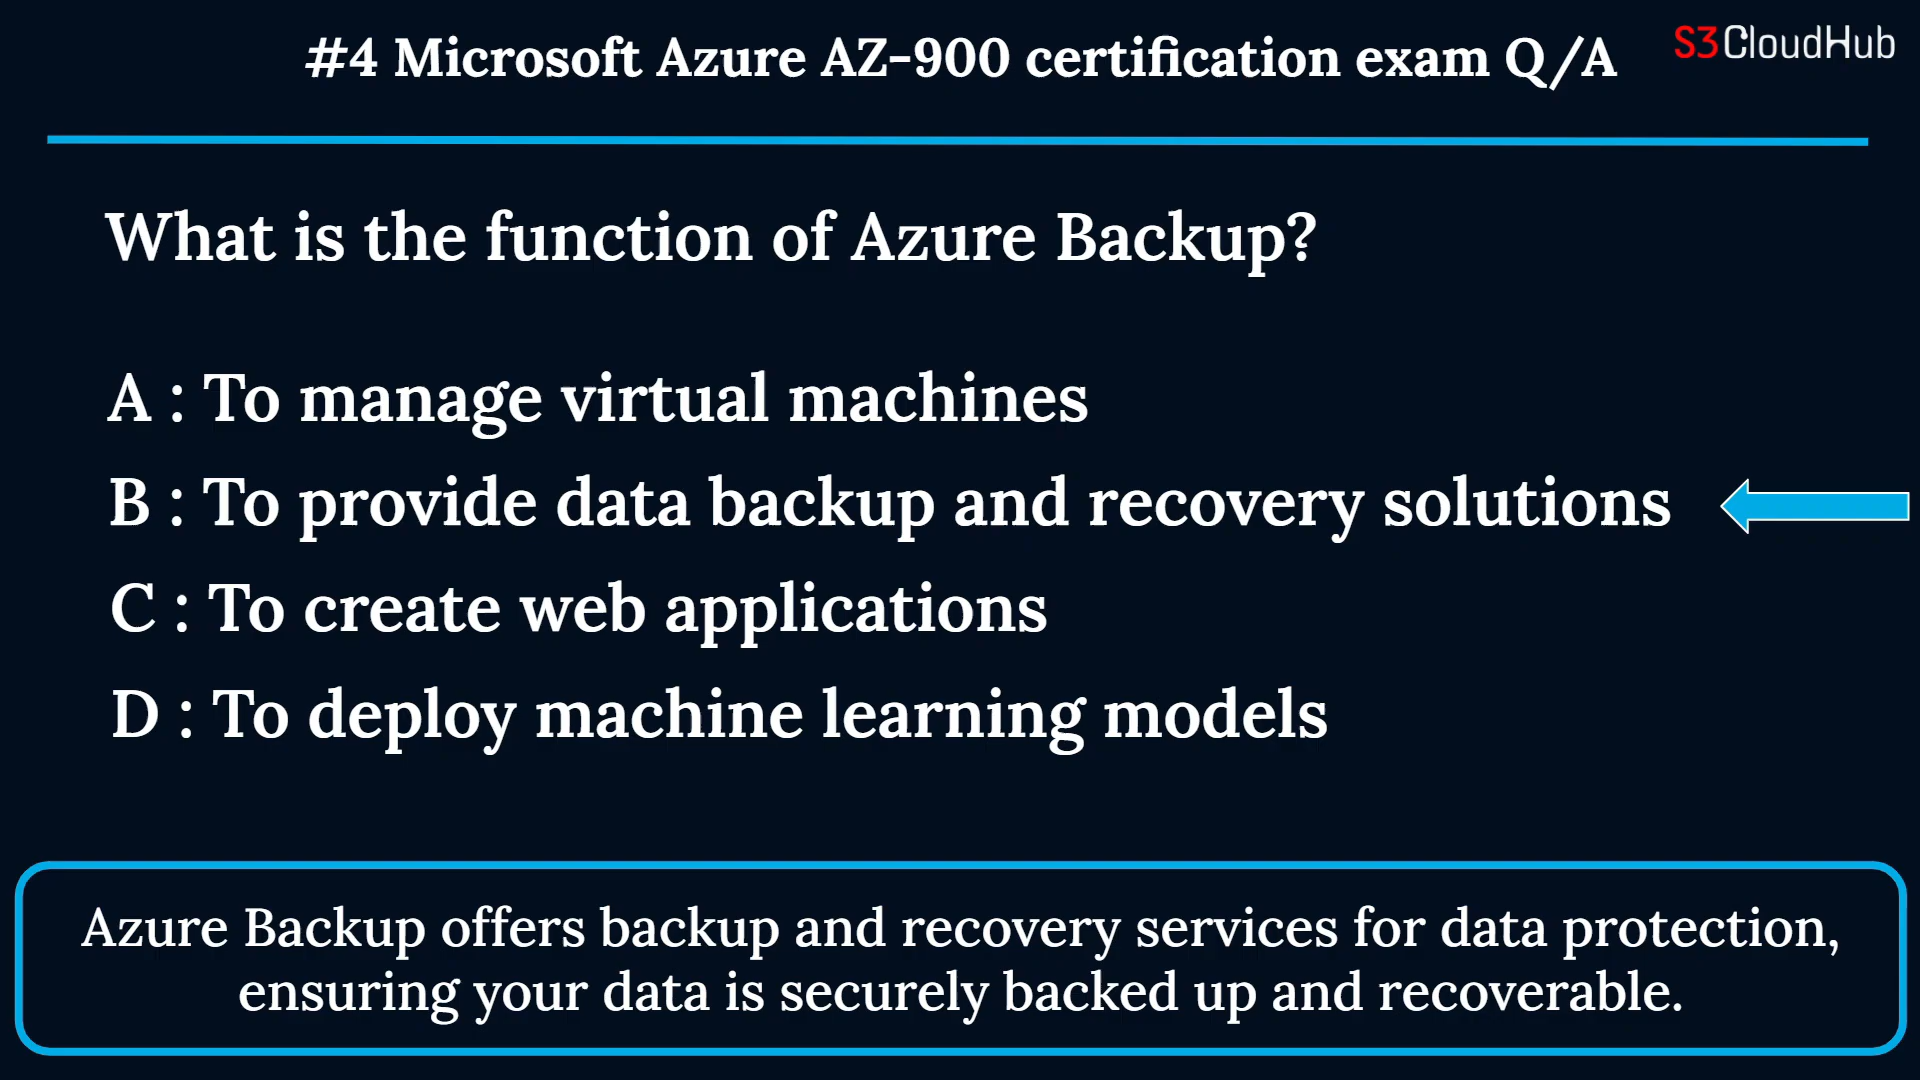 #4 Microsoft Azure AZ-900 certification exam Q/A
S3CloudHub
What is the function of Azure Backup?
A : To manage virtual machines
B : To provide data backup and recovery solutions
C : To create web applications
D : To deploy machine learning models
Azure Backup offers backup and recovery services for data protection,
ensuring your data is securely backed up and recoverable.